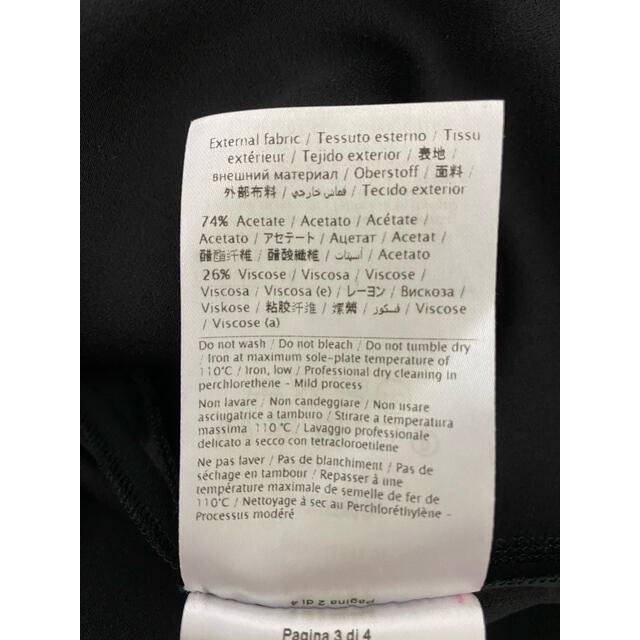 External fabric / Tessuto esterno / Tissu
extérieur / Tejido exterior / 表地 /
внешний материал / Oberstoff / 面料 /
外部布料 / قماش خارجي / Tecido exterior
74% Acetate / Acetato / Acétate /
Acetato / アセテート / Ацетат / Acetat /
醋酯纤维 / 醋酸纖維 / أسيتات / Acetato
26% Viscose / Viscosa / Viscose /
Viscosa / Viscosa (e) / レーヨン / Вискоза /
Viskose / 粘胶纤维 / 嫘縈 / فسكوز / Viscose
/ Viscose (a)
Do not wash / Do not bleach / Do not tumble dry
/ Iron at maximum sole-plate temperature of
110°C / Iron, low / Professional dry cleaning in
perchlorethene - Mild process
Non lavare / Non candeggiare / Non usare
asciugatrice a tamburo / Stirare a temperatura
massima 110 °C / Lavaggio professionale
delicato a secco con tetracloroetilene
Ne pas laver / Pas de blanchiment / Pas de
séchage en tambour / Repasser à une
température maximale de semelle de fer de
110°C / Nettoyage à sec au Perchloréthylène -
Processus modéré
Pagina 2 di 4
Pagina 3 di 4